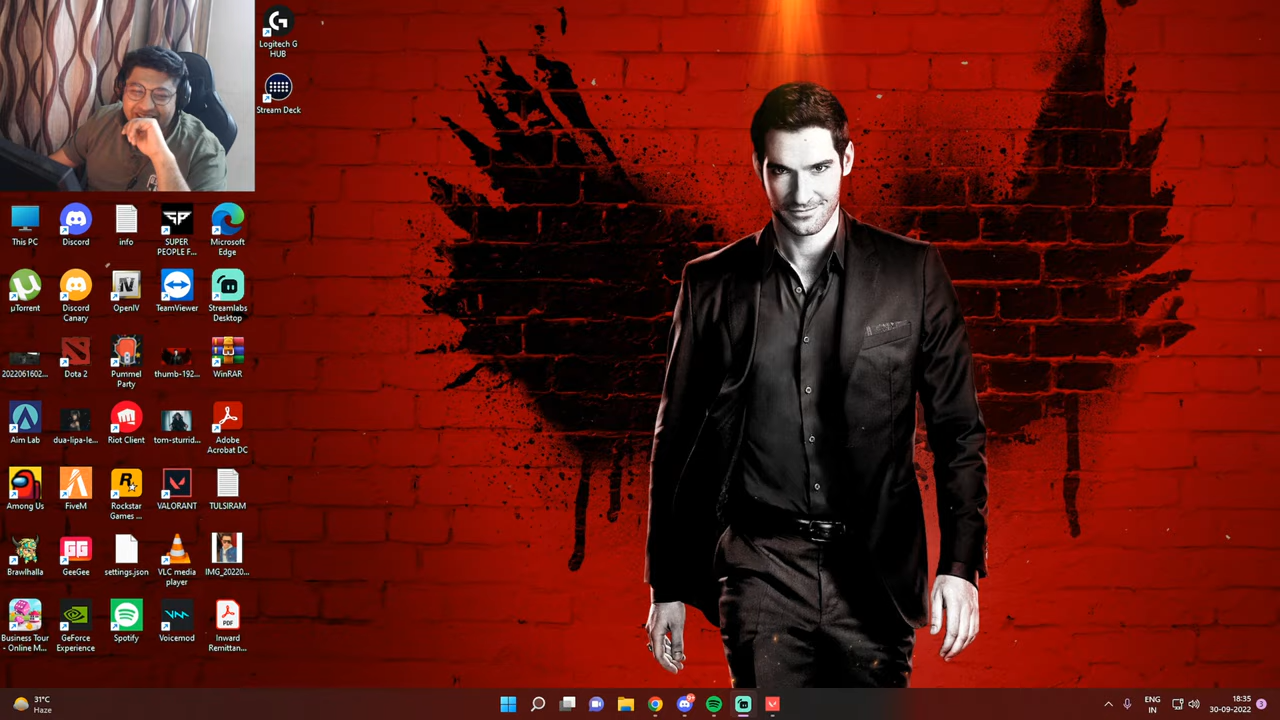 Logitech G
HUB
Stream Deck
This PC
Discord
info
SUPER
PEOPLE F...
Microsoft
Edge
µTorrent
Discord
Canary
OpenIV
TeamViewer
Streamlabs
Desktop
2022061602...
Dota 2
Pummel
Party
thumb-192...
WinRAR
Aim Lab
dua-lipa-le...
Riot Client
tom-sturrid...
Adobe
Acrobat DC
Among Us
FiveM
Rockstar
Games ...
VALORANT
TULSIRAM
Brawlhalla
GeeGee
settings.json
VLC media
player
IMG_20220...
Business Tour
- Online M...
GeForce
Experience
Spotify
Voicemod
Inward
Remittan...
31°C
Haze
ENG
IN
18:35
30-09-2022
3